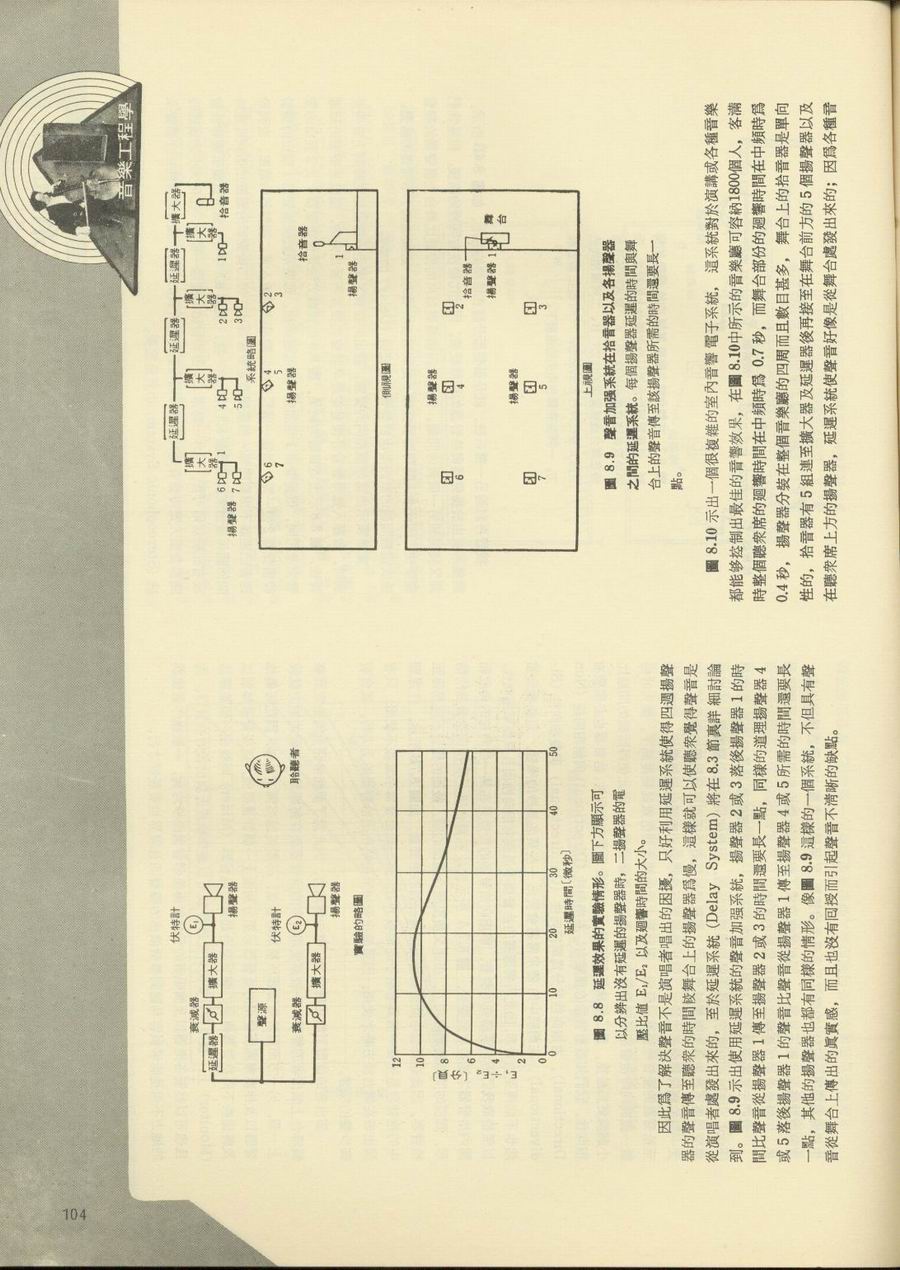 音樂工程學
104
伏特計
E₁
衰減器
延遲器
擴大器
揚聲器
聲源
伏特計
E₂
衰減器
擴大器
揚聲器
聆聽者
實驗的略圖
12
10
8
6
4
2
0
E₁÷E₂〔分貝〕
0
10
20
30
40
50
延遲時間〔微秒〕
圖 8.8 延遲效果的實驗情形。圖下方顯示可
以分辨出沒有延遲的揚聲器時,二揚聲器的電
壓比值 E₁/E₂ 以及廻響時間的大小。
因此爲了解決聲音不是演唱者唱出的困擾,只好利用延遲系統使得四週揚聲
器的聲音傳至聽衆的時間較舞台上的揚聲器爲慢,這樣就可以使聽衆覺得聲音是
從演唱者處發出來的,至於延遲系統 (Delay System) 將在 8.3 節裏詳細討論
到。圖 8.9 示出使用延遲系統的聲音加强系統,揚聲器 2 或 3 落後揚聲器 1 的時
間比聲音從揚聲器 1 傳至揚聲器 2 或 3 的時間還要長一點,同樣的道理揚聲器 4
或 5 落後揚聲器 1 的聲音比聲音從揚聲器 1 傳至揚聲器 4 或 5 所需的時間還要長
一點,其他的揚聲器也都有同樣的情形。像圖 8.9 這樣的一個系統,不但具有聲
音從舞台上傳出的眞實感,而且也沒有回授而引起聲音不清晰的缺點。
延遲器
延遲器
延遲器
擴大器
擴大器
擴大器
擴大器
擴大器
拾音器
6
7
1
4
5
2
3
1
揚聲器
系統略圖
6
7
4
5
2
3
揚聲器
拾音器
1
揚聲器
側視圖
6
4
2
揚聲器
拾音器
揚聲器 1
舞台
7
5
3
揚聲器
上視圖
圖 8.9 聲音加强系統在拾音器以及各揚聲器
之間的延遲系統。每個揚聲器延遲的時間與舞
台上的聲音傳至該揚聲器所需的時間還要長一
點。
圖 8.10 示出一個很複雜的室內音響電子系統,這系統對於演講或各種音樂
都能够控制出最佳的音響效果,在圖 8.10中所示的音樂廳可容納1800個人,客滿
時整個聽衆席的廻響時間在中頻時爲 0.7 秒,而舞台部份的廻響時間在中頻時爲
0.4 秒,揚聲器分裝在整個音樂廳的四周而且數目甚多,舞台上的拾音器是單向
性的,拾音器有 5 組連至擴大器及延遲器後再接至在舞台前方的 5 個揚聲器以及
在聽衆席上方的揚聲器,延遲系統使聲音好像是從舞台處發出來的;因爲各種音